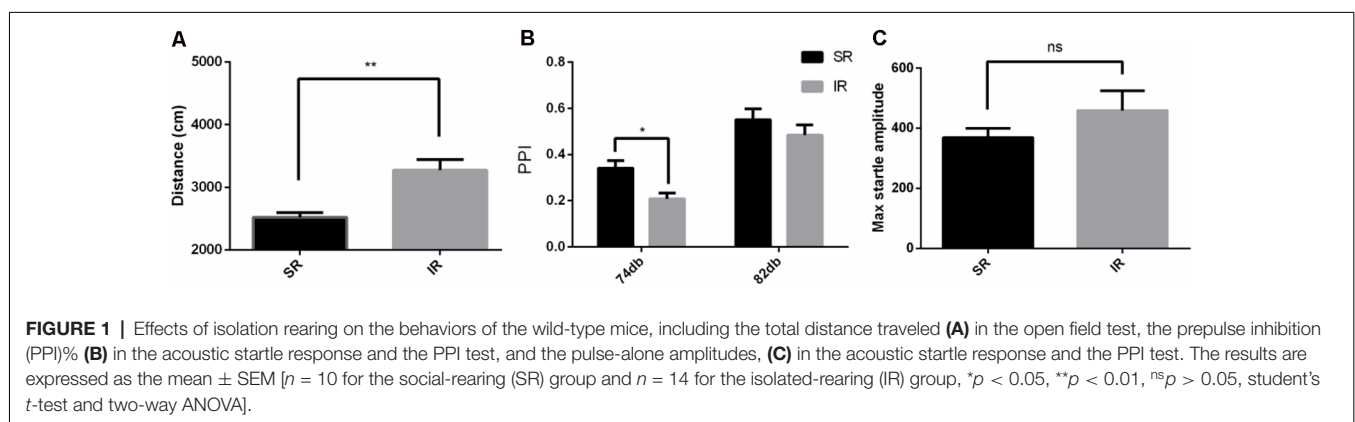 A
5000
4000
3000
2000
Distance (cm)
**
SR
IR
B
0.8
0.6
0.4
0.2
0.0
PPI
*
74db
82db
SR
IR
C
600
400
200
0
Max startle amplitude
ns
SR
IR
FIGURE 1 | Effects of isolation rearing on the behaviors of the wild-type mice, including the total distance traveled (A) in the open field test, the prepulse inhibition
(PPI)% (B) in the acoustic startle response and the PPI test, and the pulse-alone amplitudes, (C) in the acoustic startle response and the PPI test. The results are
expressed as the mean ± SEM [n = 10 for the social-rearing (SR) group and n = 14 for the isolated-rearing (IR) group, *p < 0.05, **p < 0.01, nsp > 0.05, student's
t-test and two-way ANOVA].